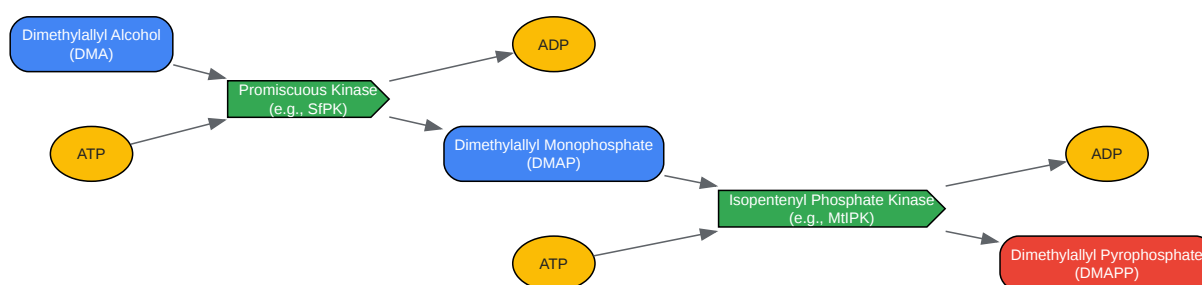 Dimethylallyl Alcohol
(DMA)
ADP
Promiscuous Kinase
(e.g., SfPK)
ATP
Dimethylallyl Monophosphate
(DMAP)
ADP
Isopentenyl Phosphate Kinase
(e.g., MtIPK)
ATP
Dimethylallyl Pyrophosphate
(DMAPP)